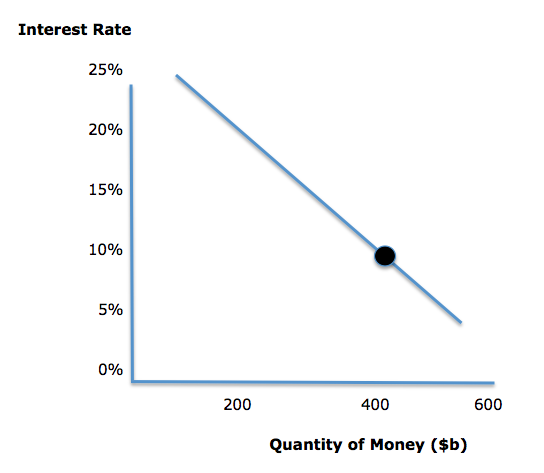 Interest Rate
25%
20%
15%
10%
5%
0%
200 400 600
Quantity of Money ($b)